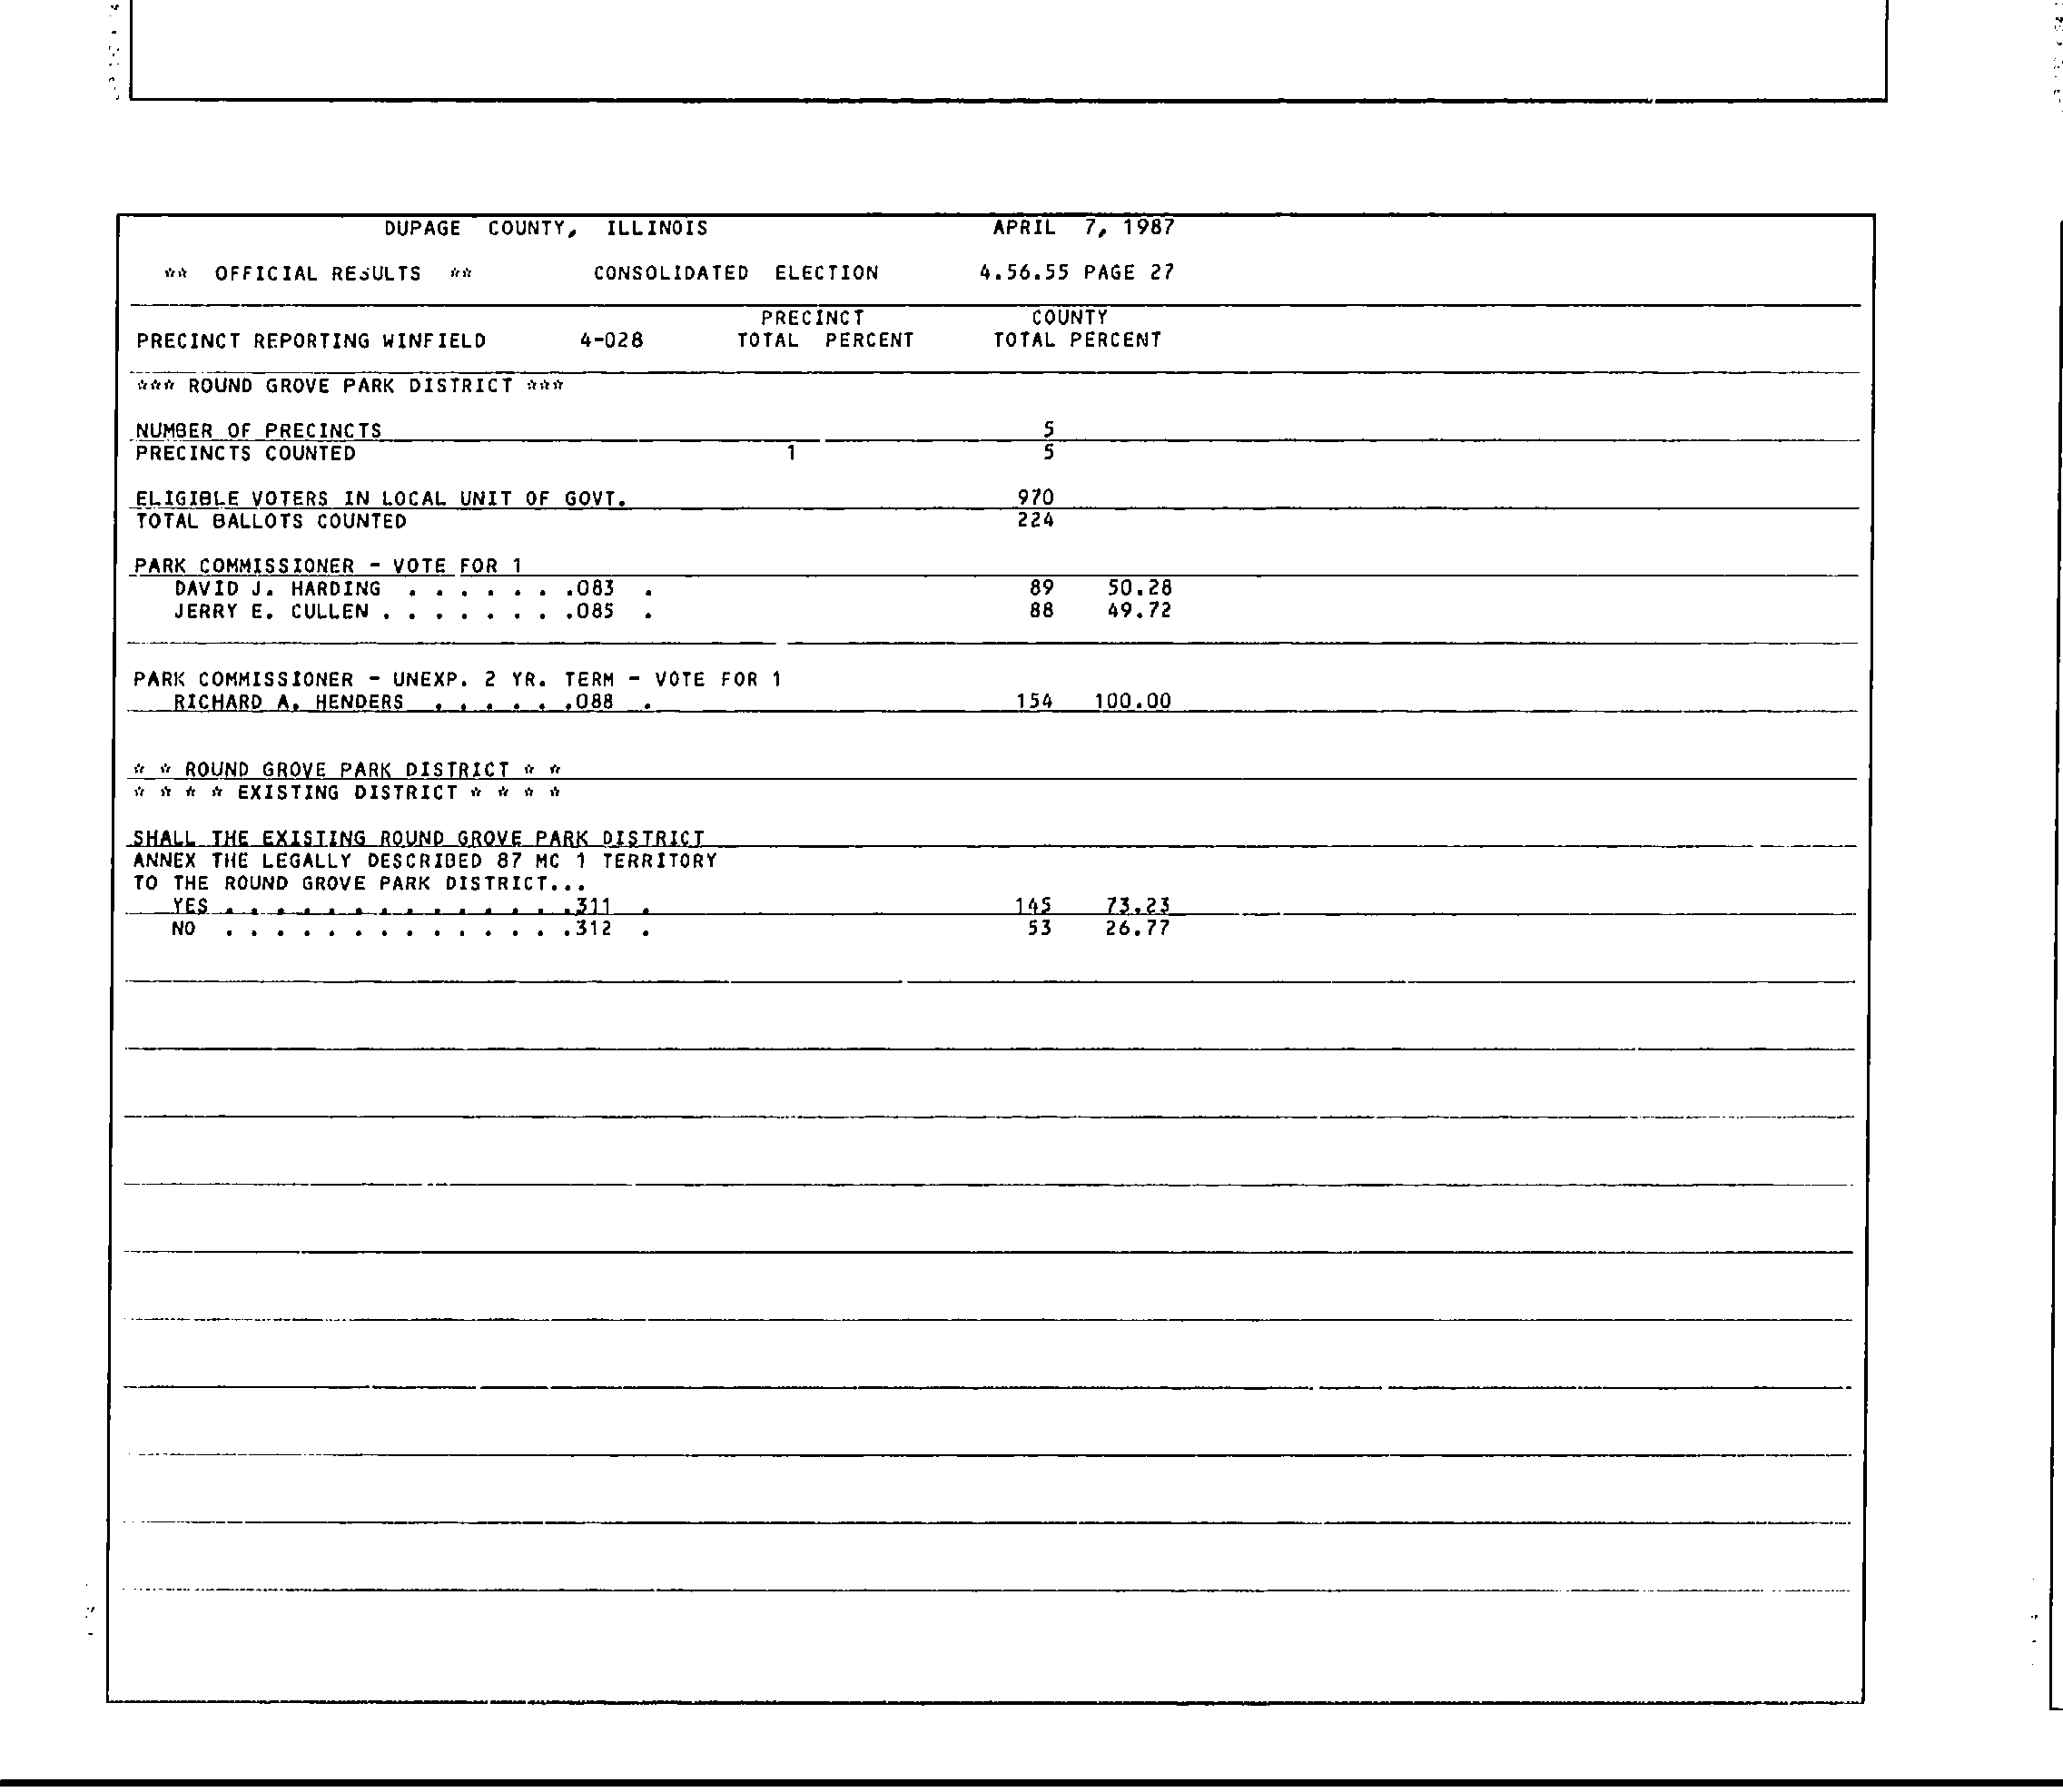 DUPAGE COUNTY, ILLINOIS APRIL 7, 1987
** OFFICIAL RESULTS ** CONSOLIDATED ELECTION 4.56.55 PAGE 27
PRECINCT COUNTY
PRECINCT REPORTING WINFIELD 4-028 TOTAL PERCENT TOTAL PERCENT
*** ROUND GROVE PARK DISTRICT ***
NUMBER OF PRECINCTS 5
PRECINCTS COUNTED 1 5
ELIGIBLE VOTERS IN LOCAL UNIT OF GOVT. 970
TOTAL BALLOTS COUNTED 224
PARK COMMISSIONER - VOTE FOR 1
DAVID J. HARDING . . . . . . .083 . 89 50.28
JERRY E. CULLEN . . . . . . . .085 . 88 49.72
PARK COMMISSIONER - UNEXP. 2 YR. TERM - VOTE FOR 1
RICHARD A. HENDERS . . . . . .088 . 154 100.00
* * ROUND GROVE PARK DISTRICT * *
* * * * EXISTING DISTRICT * * * *
SHALL THE EXISTING ROUND GROVE PARK DISTRICT
ANNEX THE LEGALLY DESCRIBED 87 MC 1 TERRITORY
TO THE ROUND GROVE PARK DISTRICT...
YES . . . . . . . . . . . . . .311 . 145 73.23
NO . . . . . . . . . . . . . .312 . 53 26.77